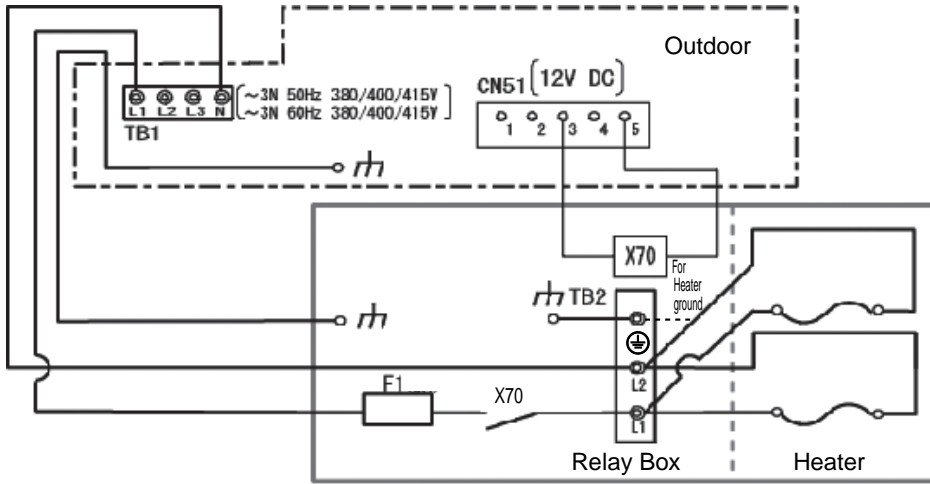 Outdoor
CN51 (12V DC)
L1 L2 L3 N
(~3N 50Hz 380/400/415V)
(~3N 60Hz 380/400/415V)
TB1
1 2 3 4 5
X70
For
Heater
ground
TB2
L2
F1
X70
L1
Relay Box
Heater